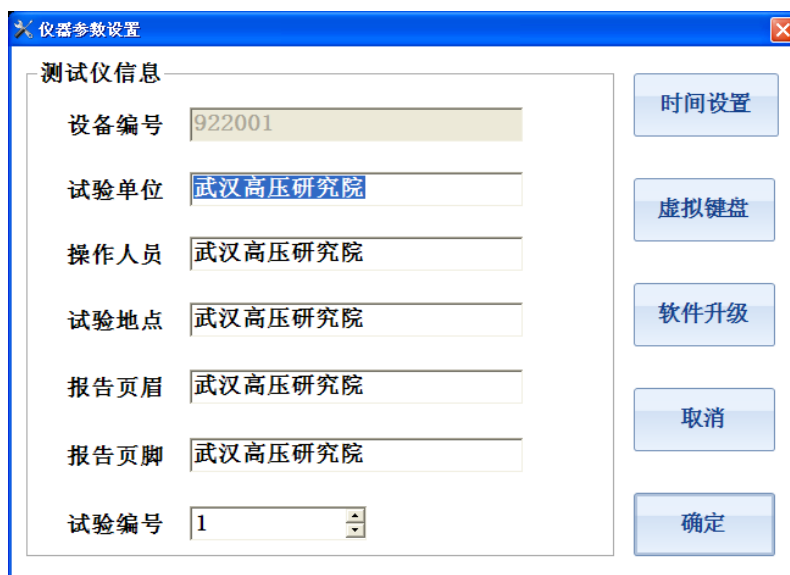 仪器参数设置
测试仪信息
设备编号 922001
试验单位 武汉高压研究院
操作人员 武汉高压研究院
试验地点 武汉高压研究院
报告页眉 武汉高压研究院
报告页脚 武汉高压研究院
试验编号 1
时间设置
虚拟键盘
软件升级
取消
确定